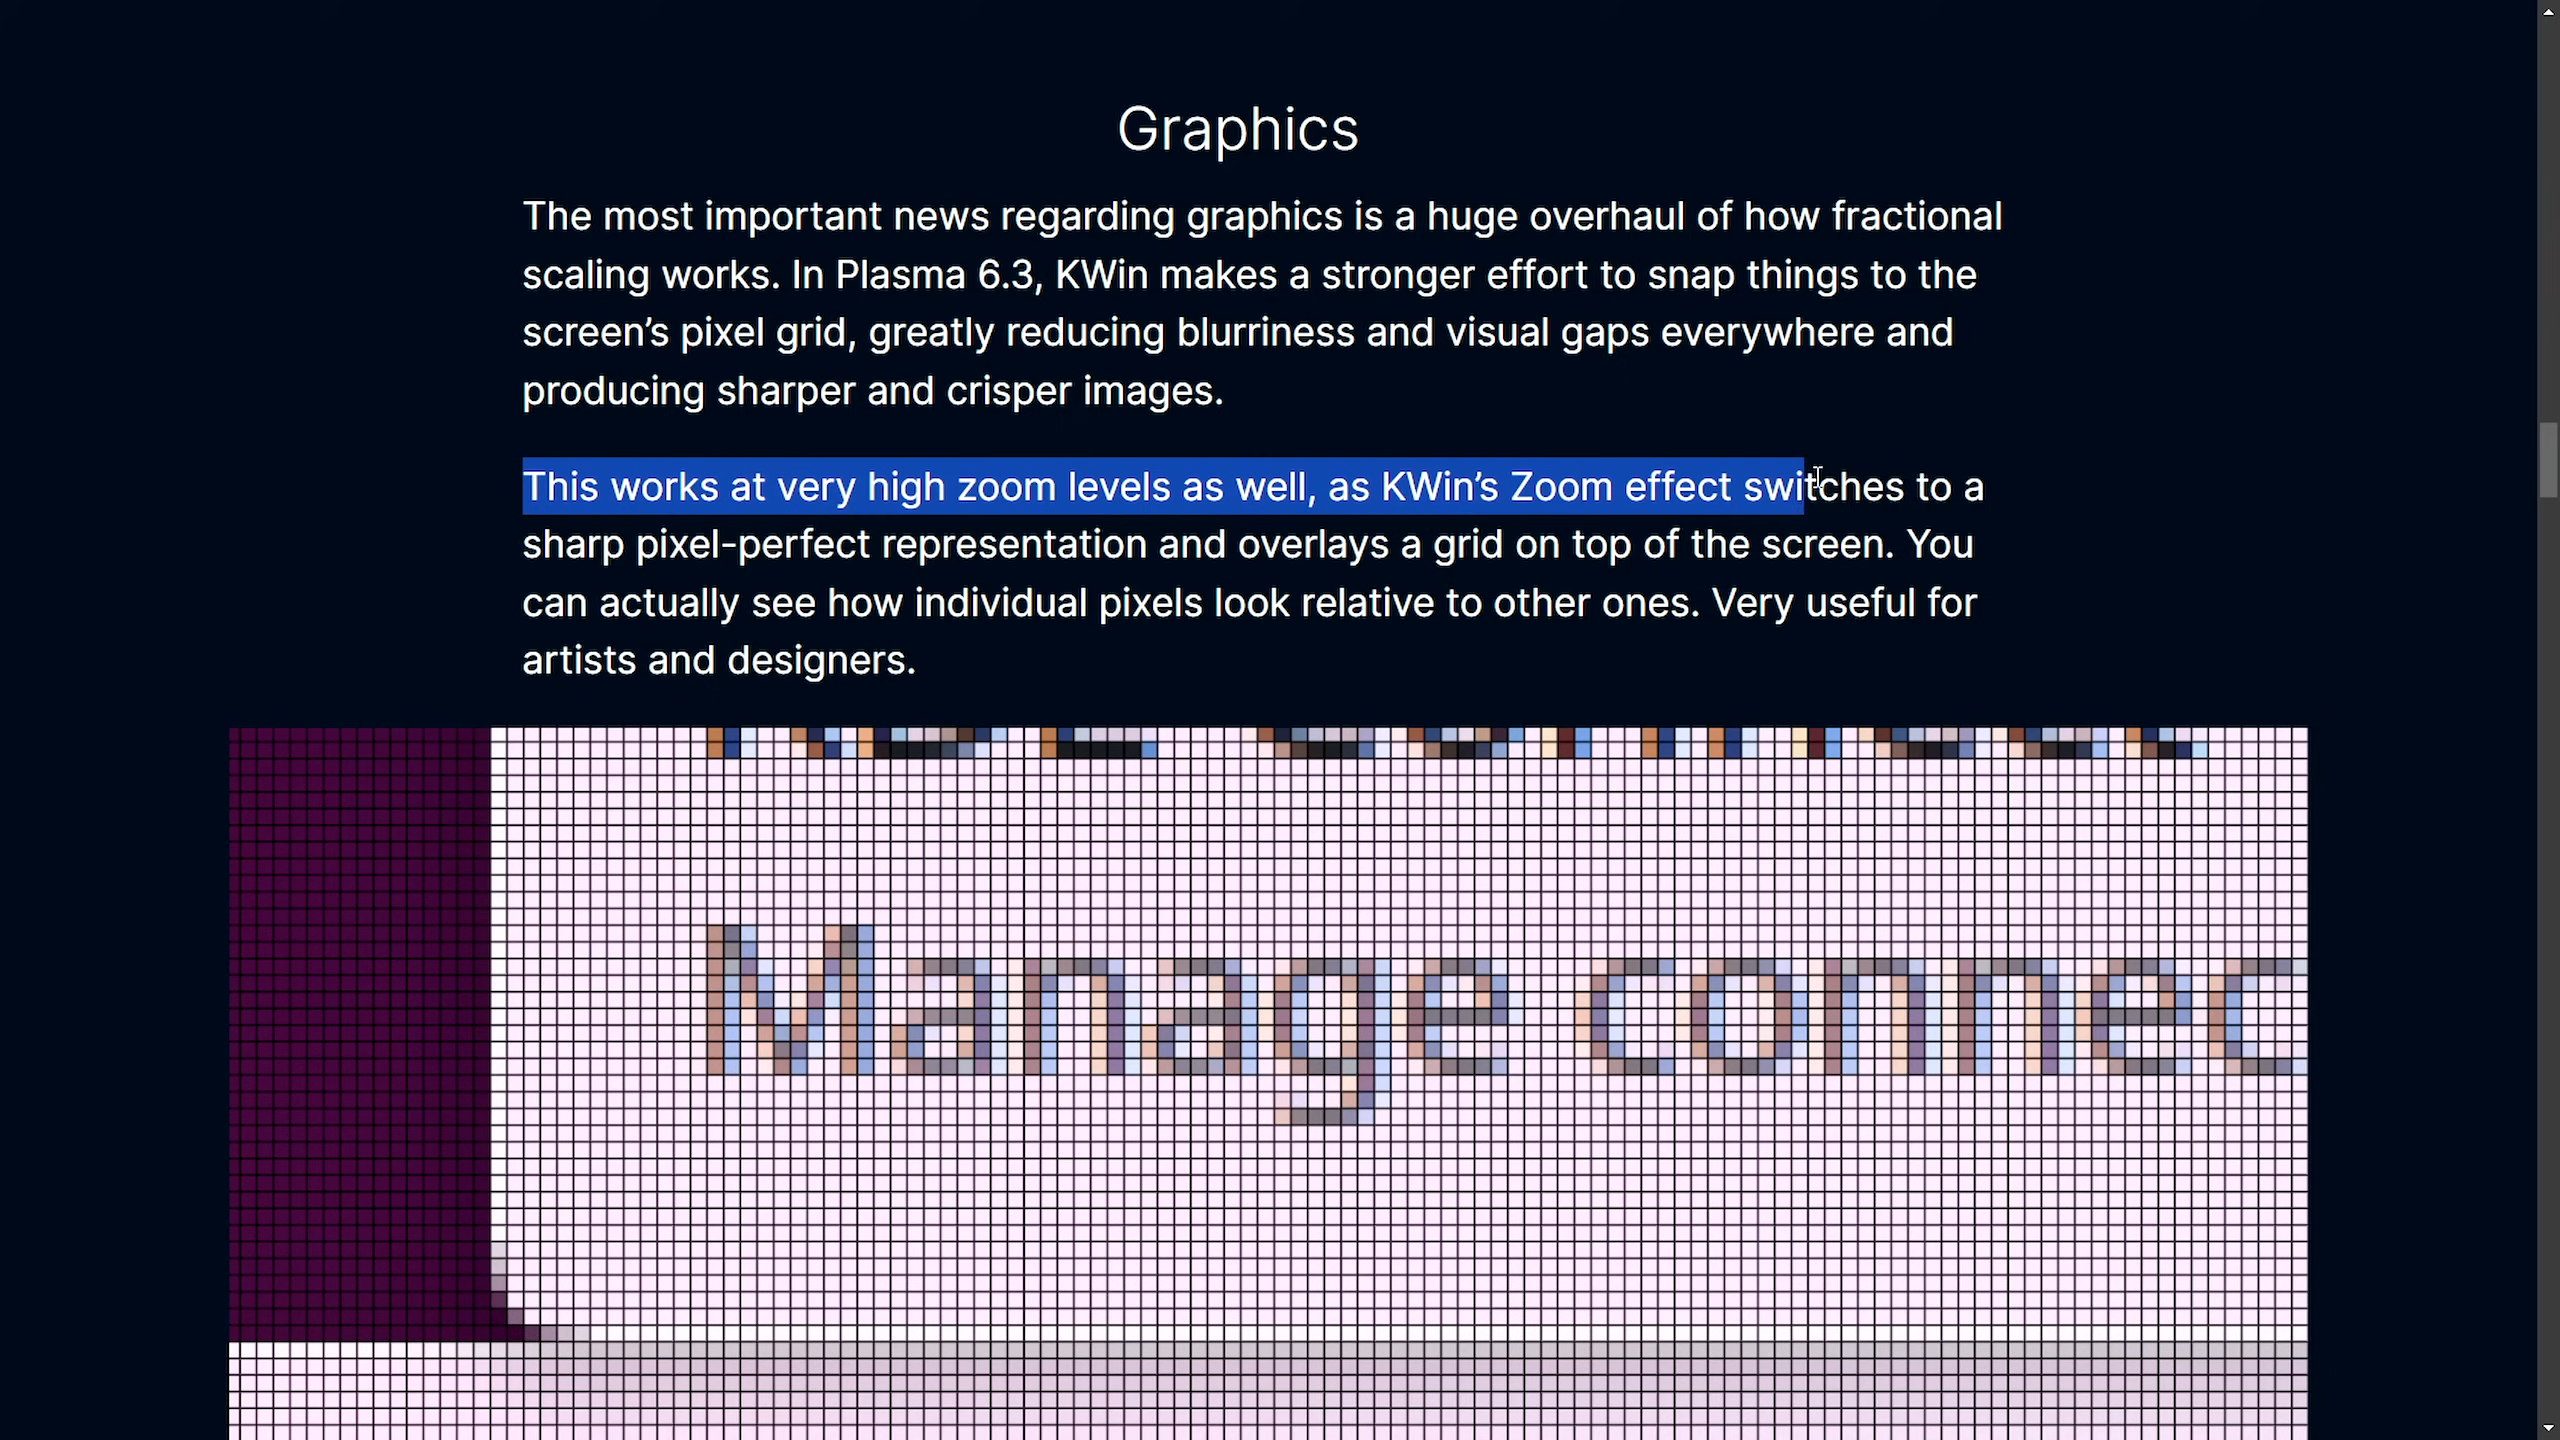 Graphics
The most important news regarding graphics is a huge overhaul of how fractional
scaling works. In Plasma 6.3, KWin makes a stronger effort to snap things to the
screen’s pixel grid, greatly reducing blurriness and visual gaps everywhere and
producing sharper and crisper images.
This works at very high zoom levels as well, as KWin’s Zoom effect switches to a
sharp pixel-perfect representation and overlays a grid on top of the screen. You
can actually see how individual pixels look relative to other ones. Very useful for
artists and designers.
Manage connec